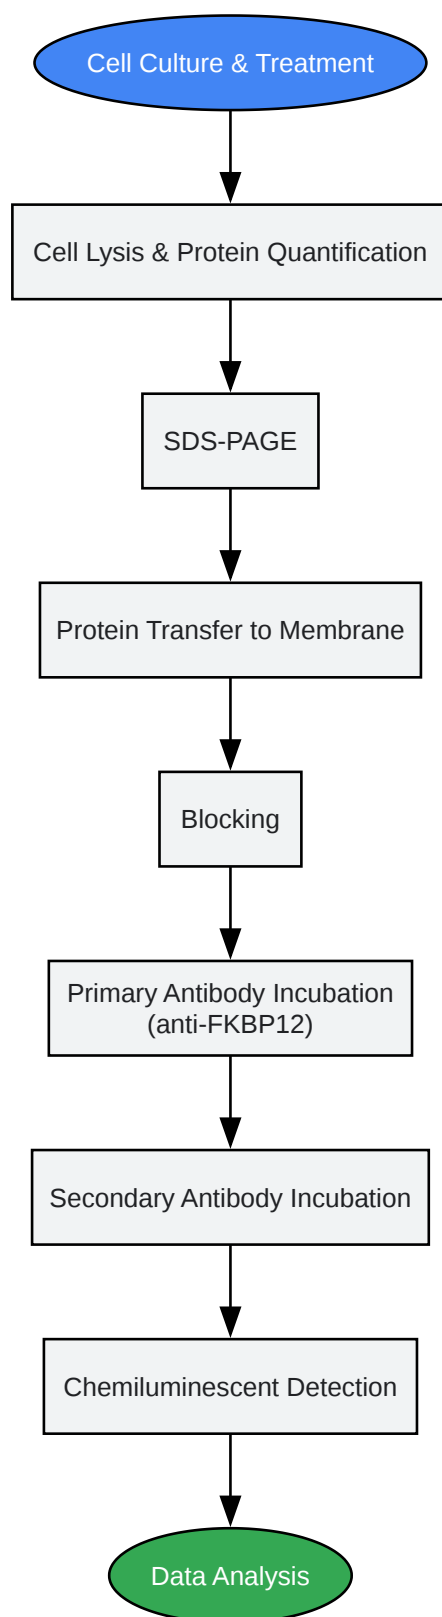 Cell Culture & Treatment
Cell Lysis & Protein Quantification
SDS-PAGE
Protein Transfer to Membrane
Blocking
Primary Antibody Incubation
(anti-FKBP12)
Secondary Antibody Incubation
Chemiluminescent Detection
Data Analysis